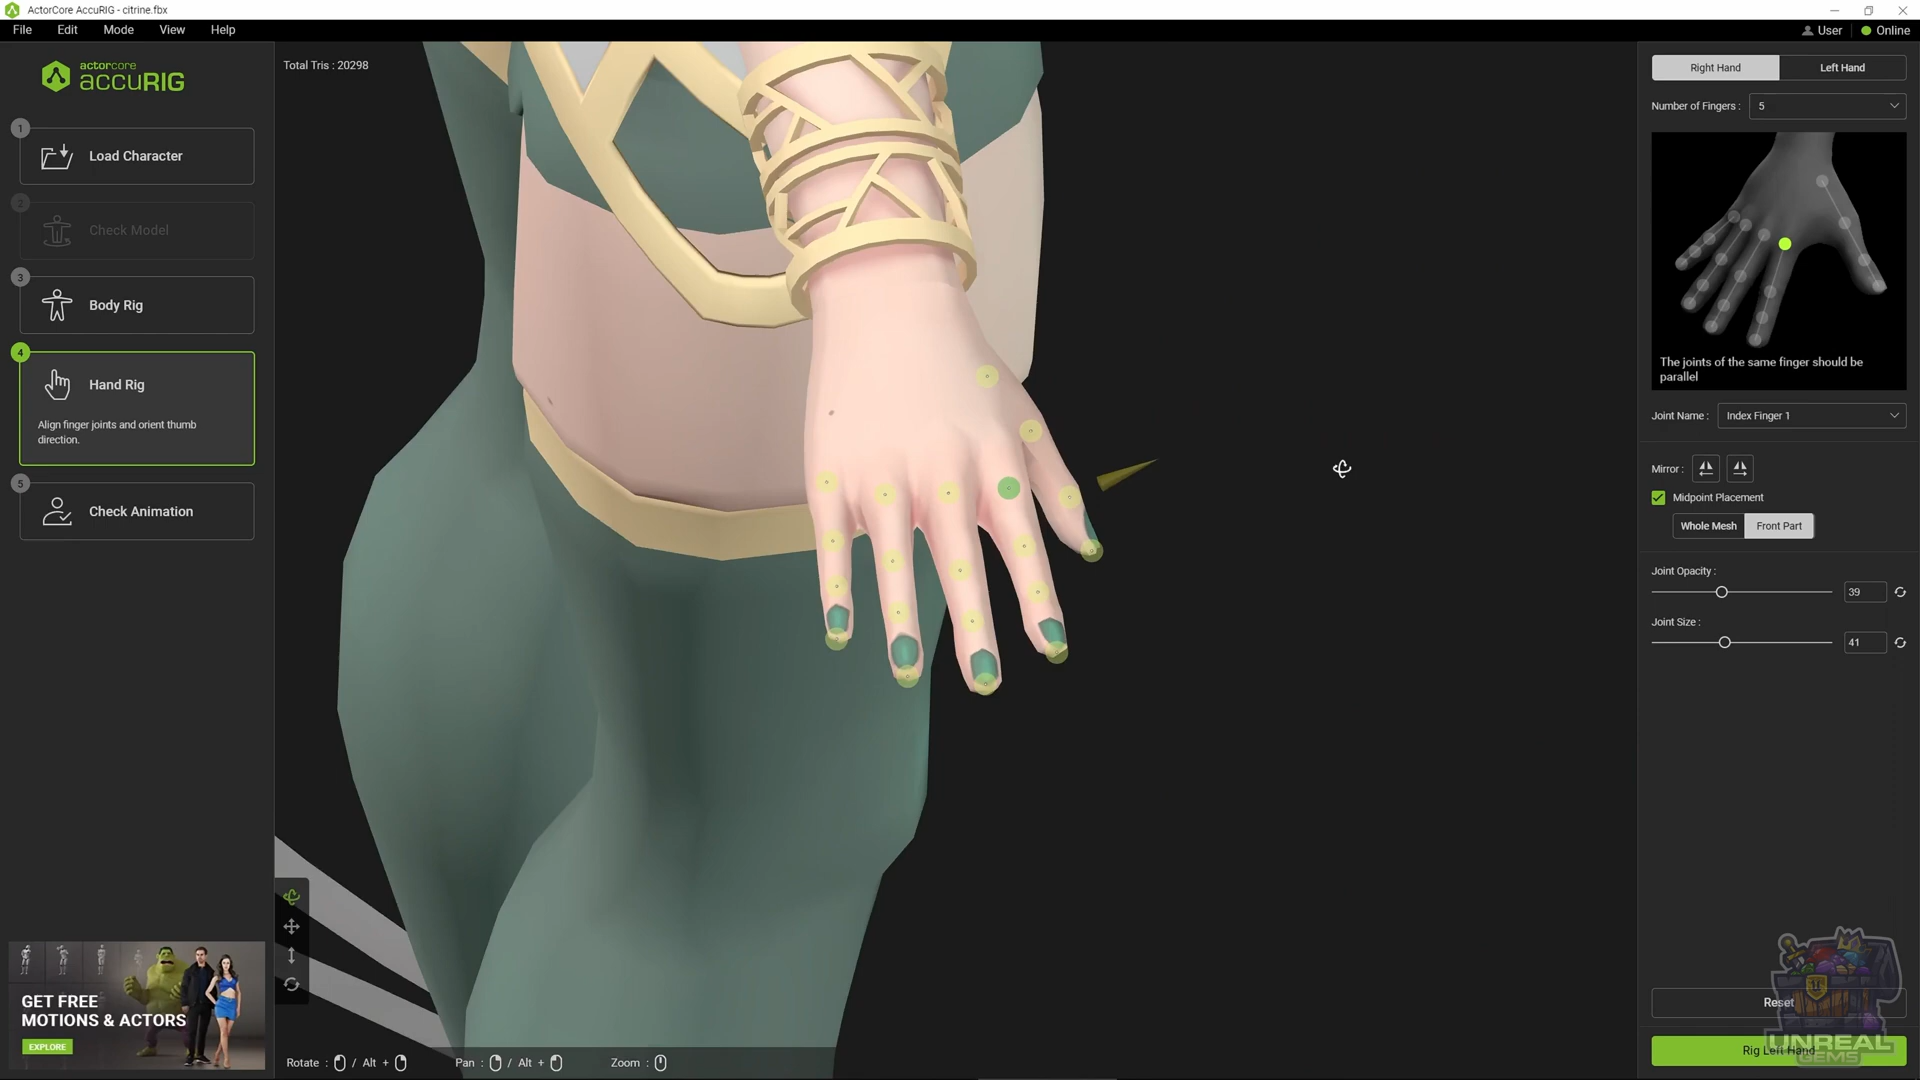 ActorCore AccuRIG - citrine.fbx
File Edit Mode View Help
User Online
actorcore
accuRIG
1
Load Character
2
Check Model
3
Body Rig
4
Hand Rig
Align finger joints and orient thumb
direction.
5
Check Animation
GET FREE
MOTIONS & ACTORS
EXPLORE
Total Tris : 20298
Rotate : / Alt + Pan : / Alt + Zoom :
Right Hand Left Hand
Number of Fingers : 5
The joints of the same finger should be
parallel
Joint Name : Index Finger 1
Mirror :
Midpoint Placement
Whole Mesh Front Part
Joint Opacity :
39
Joint Size :
41
Reset
Rig Left Hand
UNREAL
GEMS